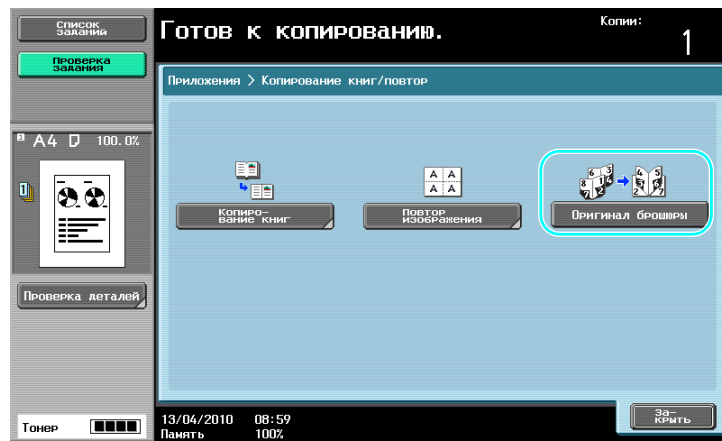 Список
заданий
Готов к копированию.
Копии:
1
Проверка
задания
Приложения > Копирование книг/повтор
A4 100.0%
Копиро-
вание книг
A A
A A
Повтор
изображения
Оригинал брошюры
Проверка деталей
Тонер
13/04/2010 08:59
Память 100%
За-
крыть